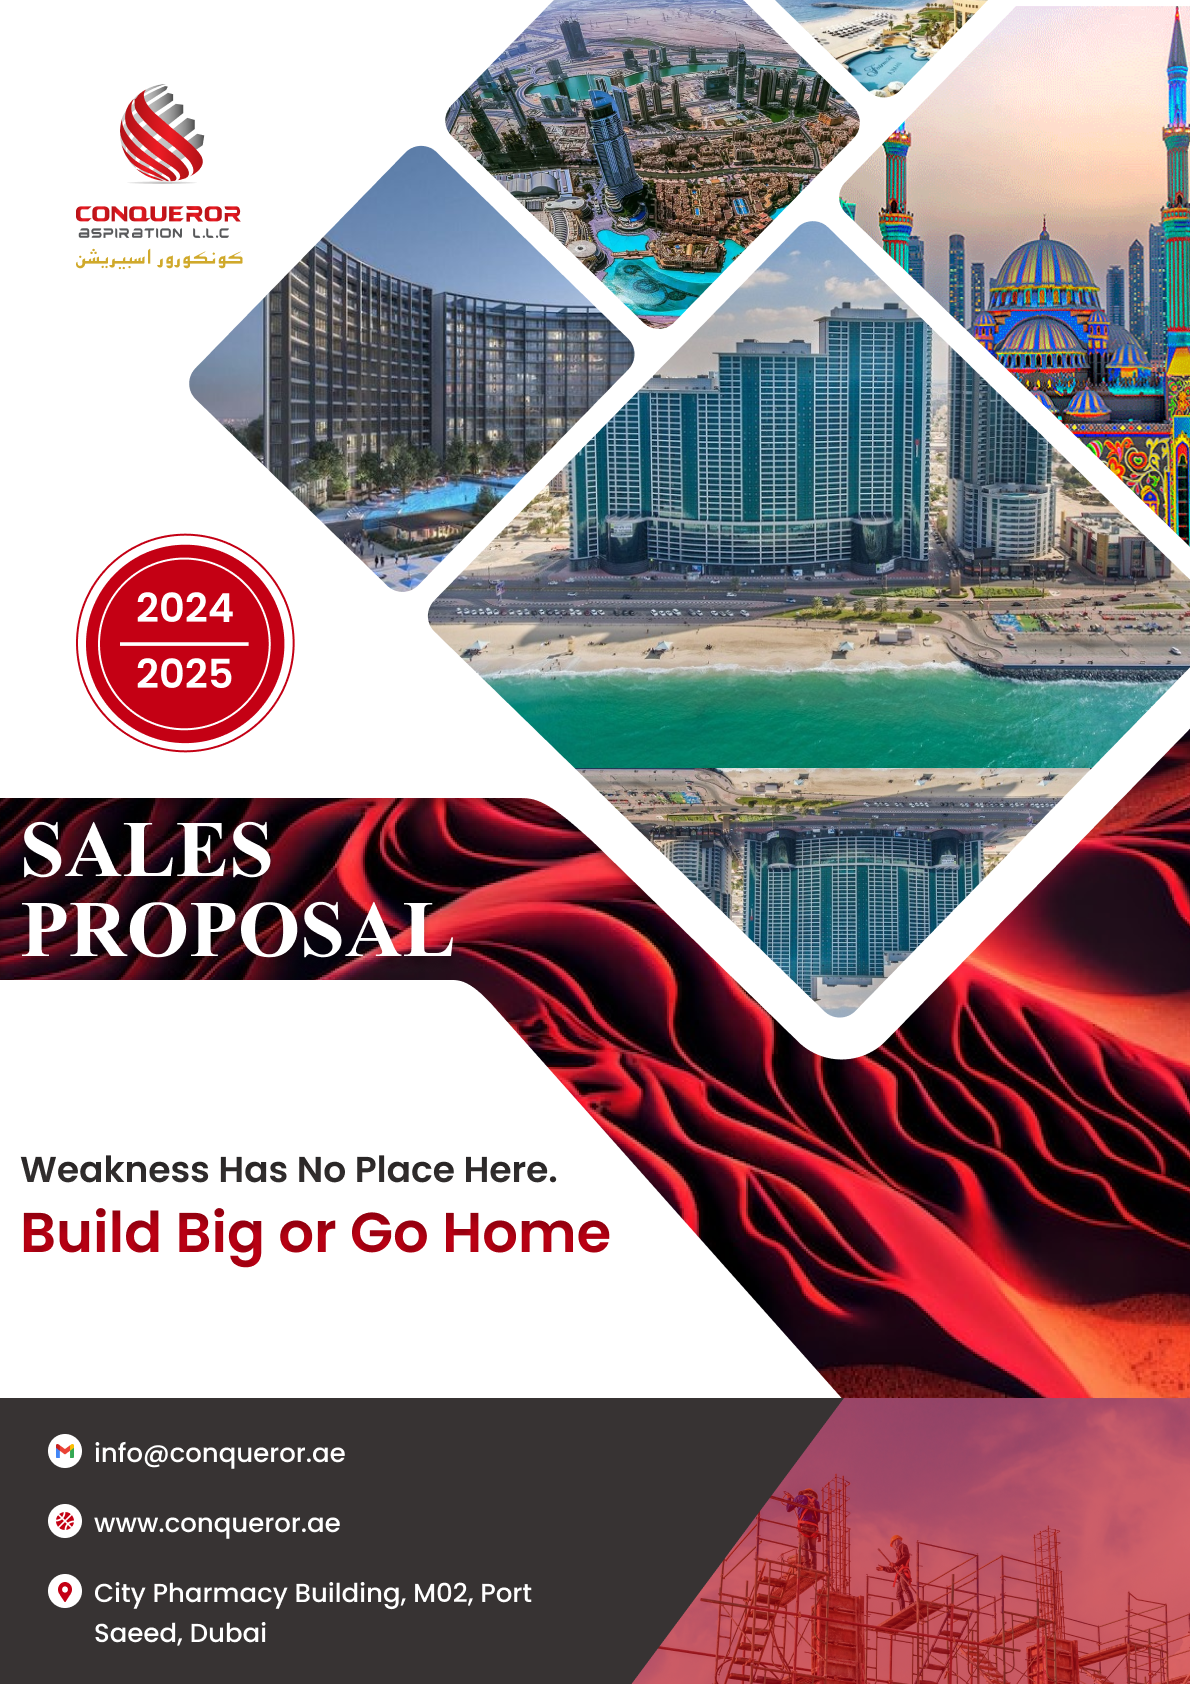 CONQUEROR
ASPIRATION L.L.C
كونكورور اسبيريشن
2024
2025
SALES
PROPOSAL
Weakness Has No Place Here.
Build Big or Go Home
info@conqueror.ae
www.conqueror.ae
City Pharmacy Building, M02, Port
Saeed, Dubai